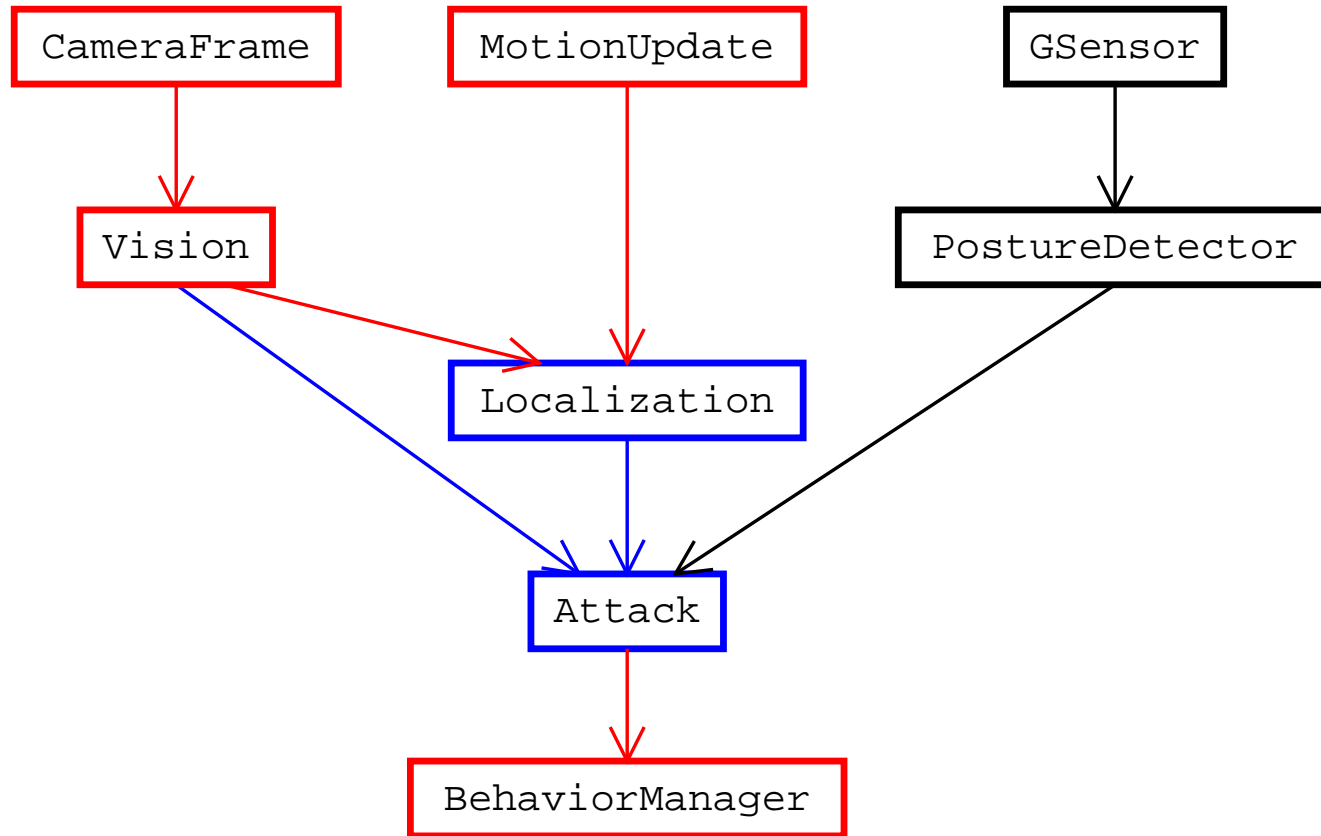 CameraFrame
MotionUpdate
GSensor
Vision
PostureDetector
Localization
Attack
BehaviorManager